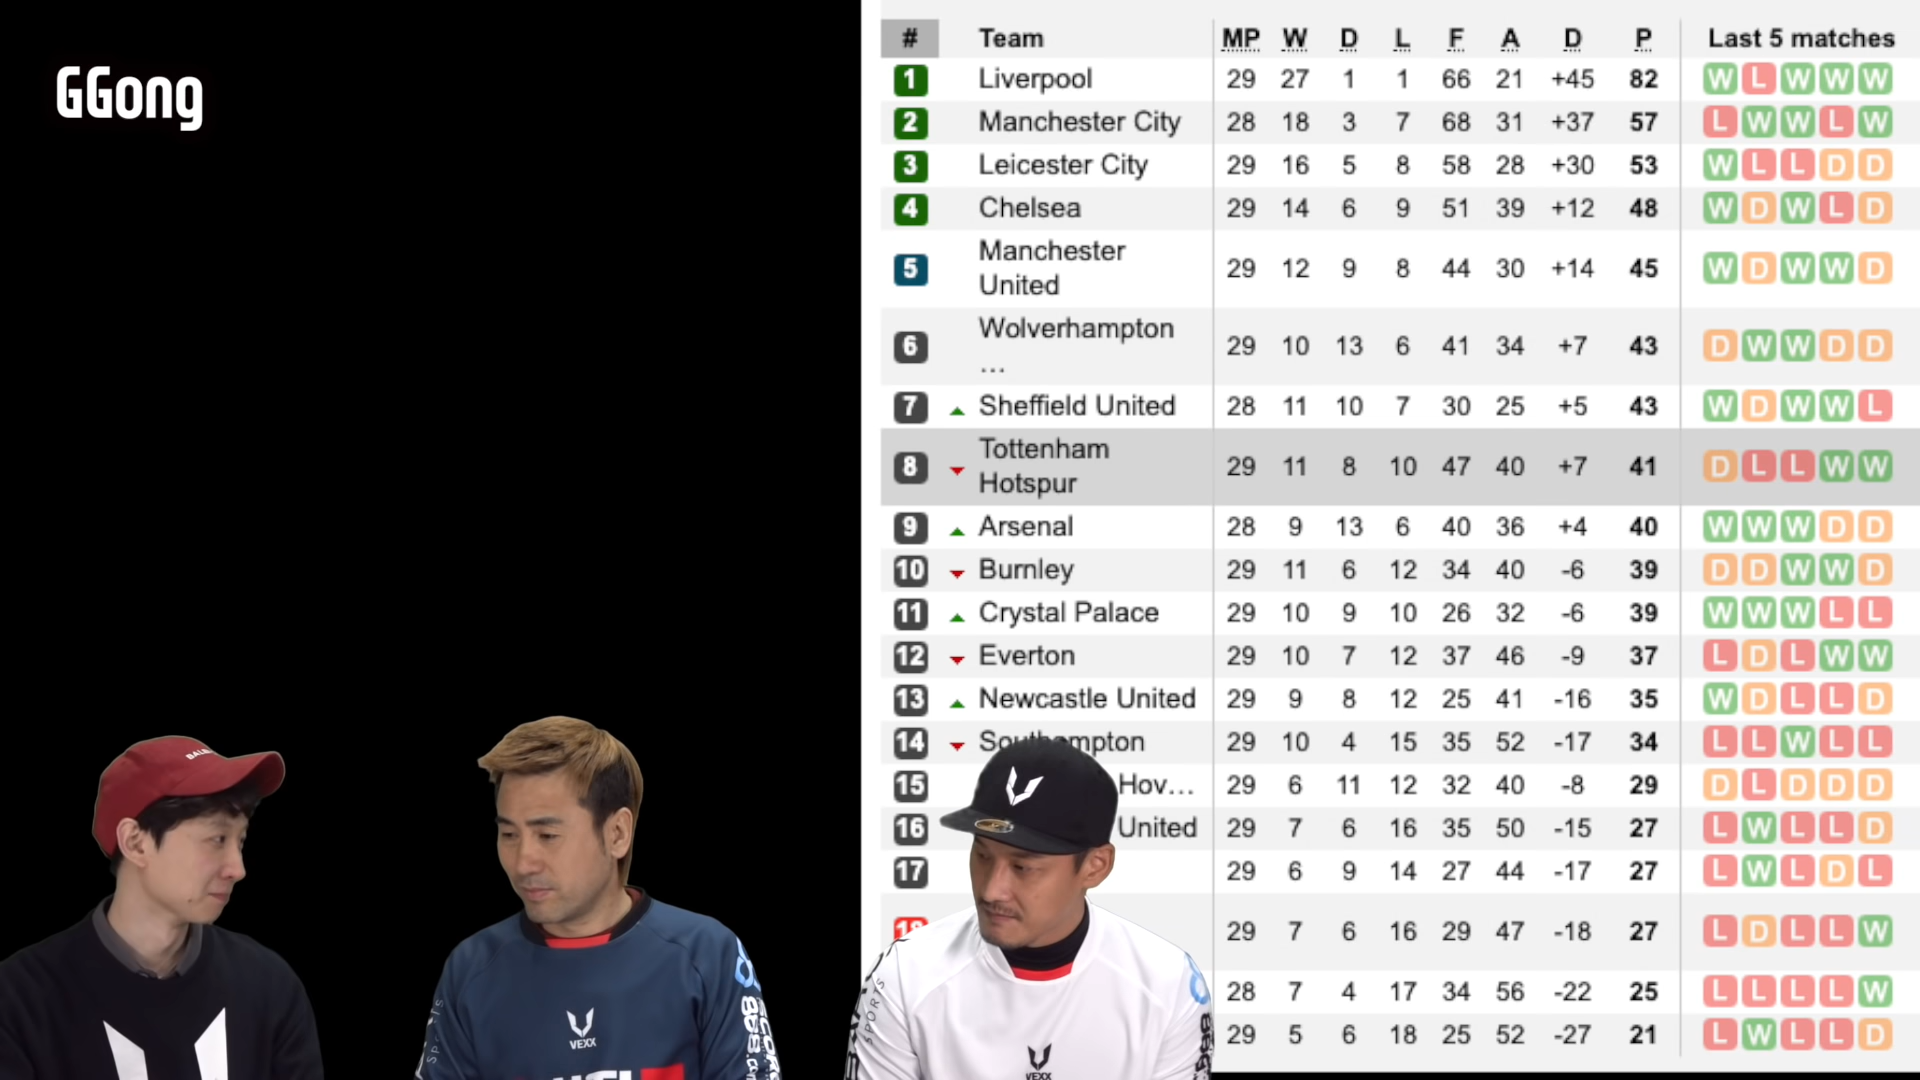 GGong
# Team MP W D L F A D P Last 5 matches
1 Liverpool 29 27 1 1 66 21 +45 82 W L W W W
2 Manchester City 28 18 3 7 68 31 +37 57 L W W L W
3 Leicester City 29 16 5 8 58 28 +30 53 W L L D D
4 Chelsea 29 14 6 9 51 39 +12 48 W D W L D
5 Manchester
United 29 12 9 8 44 30 +14 45 W D W W D
6 Wolverhampton
... 29 10 13 6 41 34 +7 43 D W W D D
7 Sheffield United 28 11 10 7 30 25 +5 43 W D W W L
8 Tottenham
Hotspur 29 11 8 10 47 40 +7 41 D L L W W
9 Arsenal 28 9 13 6 40 36 +4 40 W W W D D
10 Burnley 29 11 6 12 34 40 -6 39 D D W W D
11 Crystal Palace 29 10 9 10 26 32 -6 39 W W W L L
12 Everton 29 10 7 12 37 46 -9 37 L D L W W
13 Newcastle United 29 9 8 12 25 41 -16 35 W D L L D
14 Southampton 29 10 4 15 35 52 -17 34 L L W L L
15 Hov... 29 6 11 12 32 40 -8 29 D L D D D
16 United 29 7 6 16 35 50 -15 27 L W L L D
17 29 6 9 14 27 44 -17 27 L W L D L
18 29 7 6 16 29 47 -18 27 L D L L W
28 7 4 17 34 56 -22 25 L L L L W
29 5 6 18 25 52 -27 21 L W L L D
VEXX
VEXX